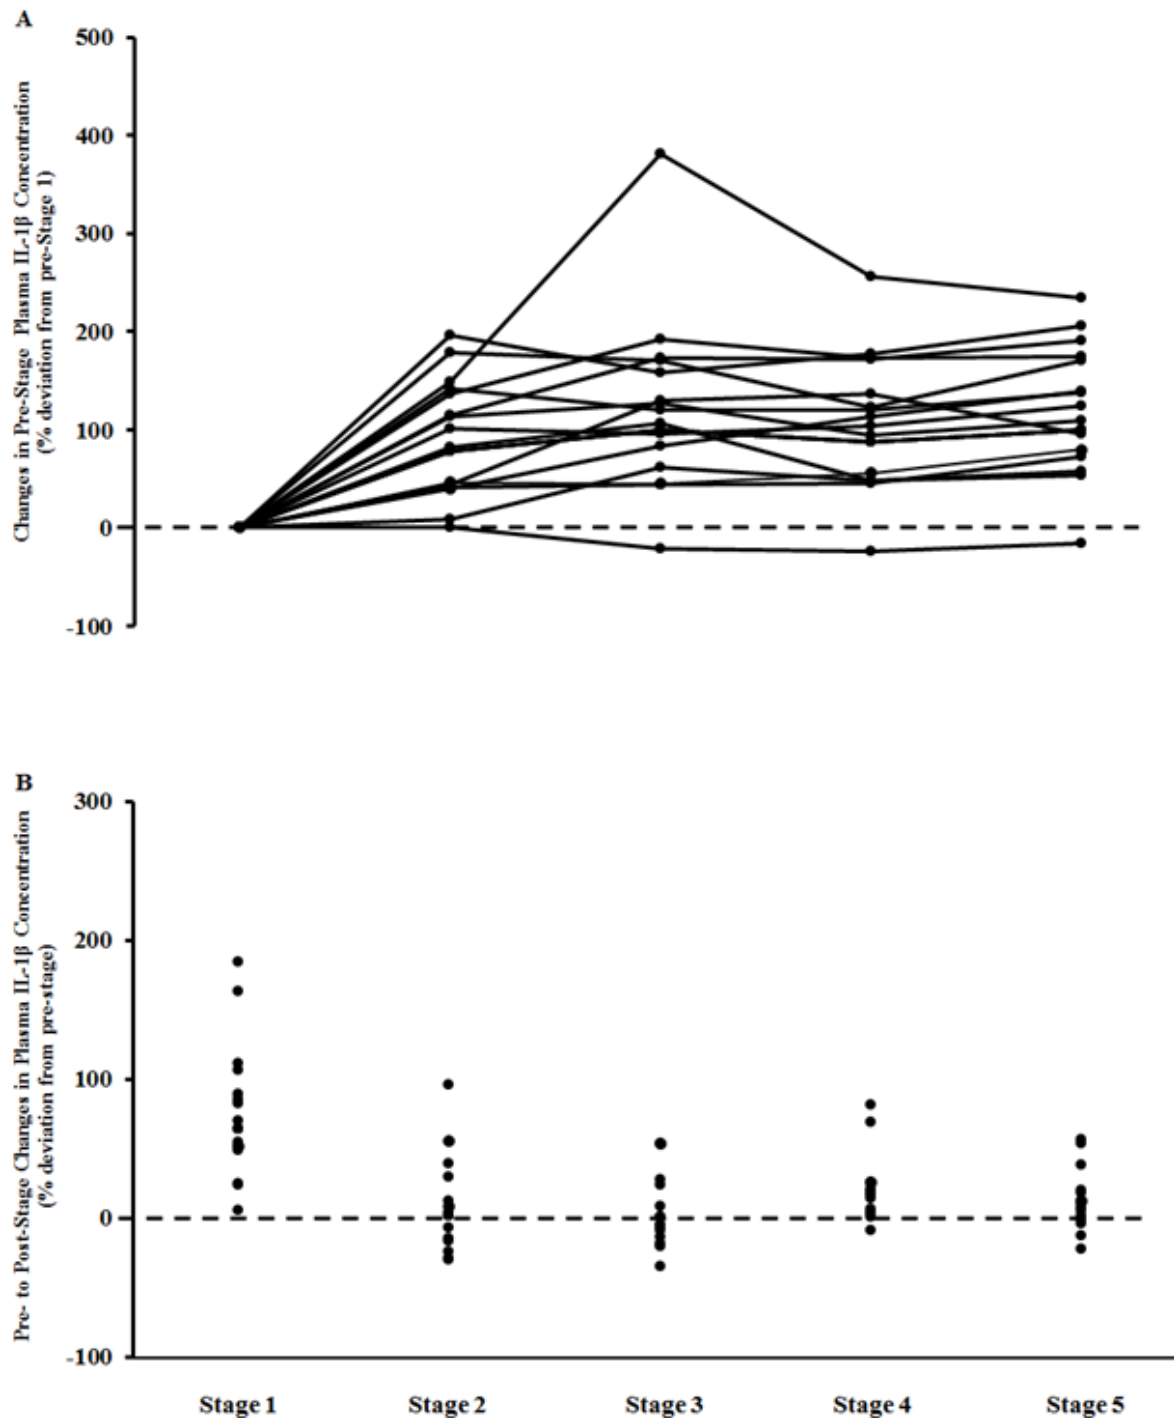 A
500
400
300
200
100
0
-100
Changes in Pre-Stage Plasma IL-1β Concentration
(% deviation from pre-Stage 1)
B
300
200
100
0
-100
Pre- to Post-Stage Changes in Plasma IL-1β Concentration
(% deviation from pre-stage)
Stage 1 Stage 2 Stage 3 Stage 4 Stage 5